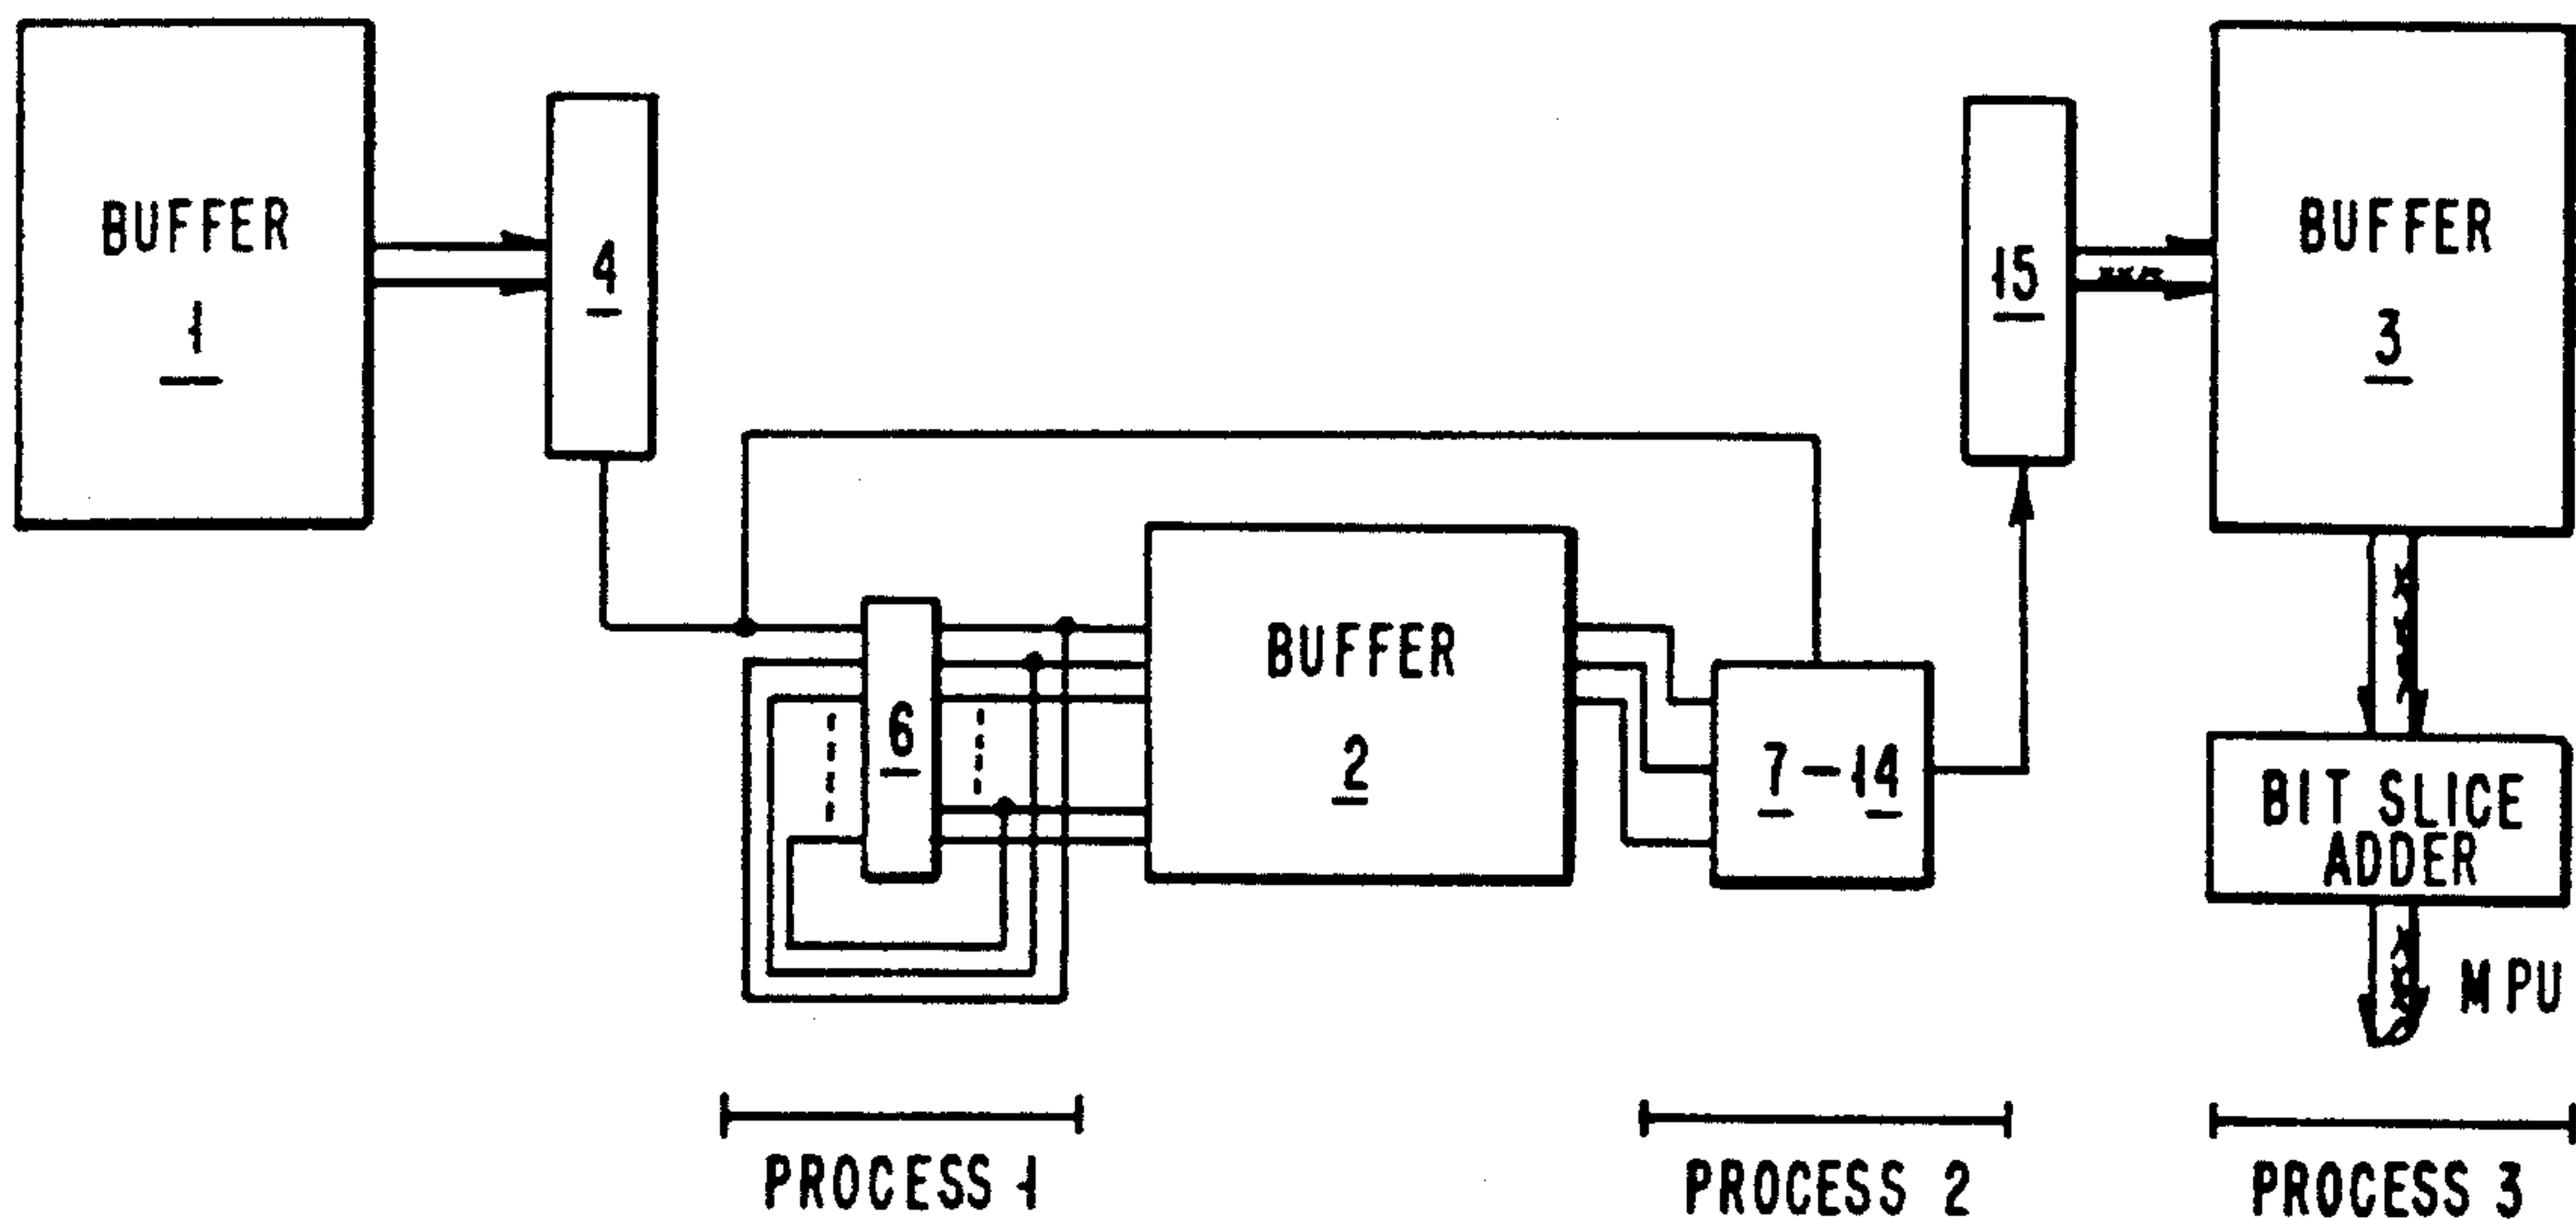 BUFFER
1
4
15
BUFFER
3
6
BUFFER
2
7-14
BIT SLICE
ADDER
MPU
PROCESS 1
PROCESS 2
PROCESS 3